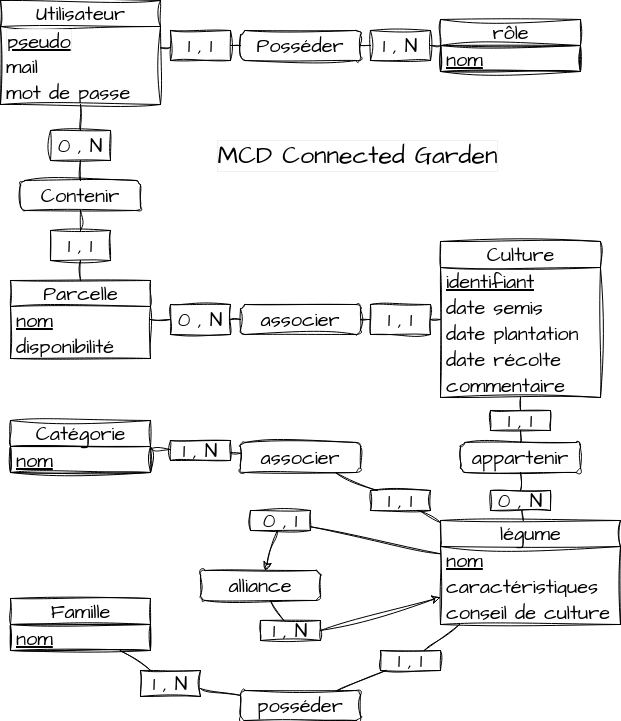 Utilisateur
pseudo
mail
mot de passe
1 , 1
Posséder
1 , N
rôle
nom
0 , N
MCD Connected Garden
Contenir
1 , 1
Parcelle
nom
disponibilité
0 , N
associer
1 , 1
Culture
identifiant
date semis
date plantation
date récolte
commentaire
1 , 1
Catégorie
nom
1 , N
associer
appartenir
1 , 1
0 , N
0 , 1
légume
nom
caractéristiques
conseil de culture
alliance
1 , N
Famille
nom
1 , 1
1 , N
posséder